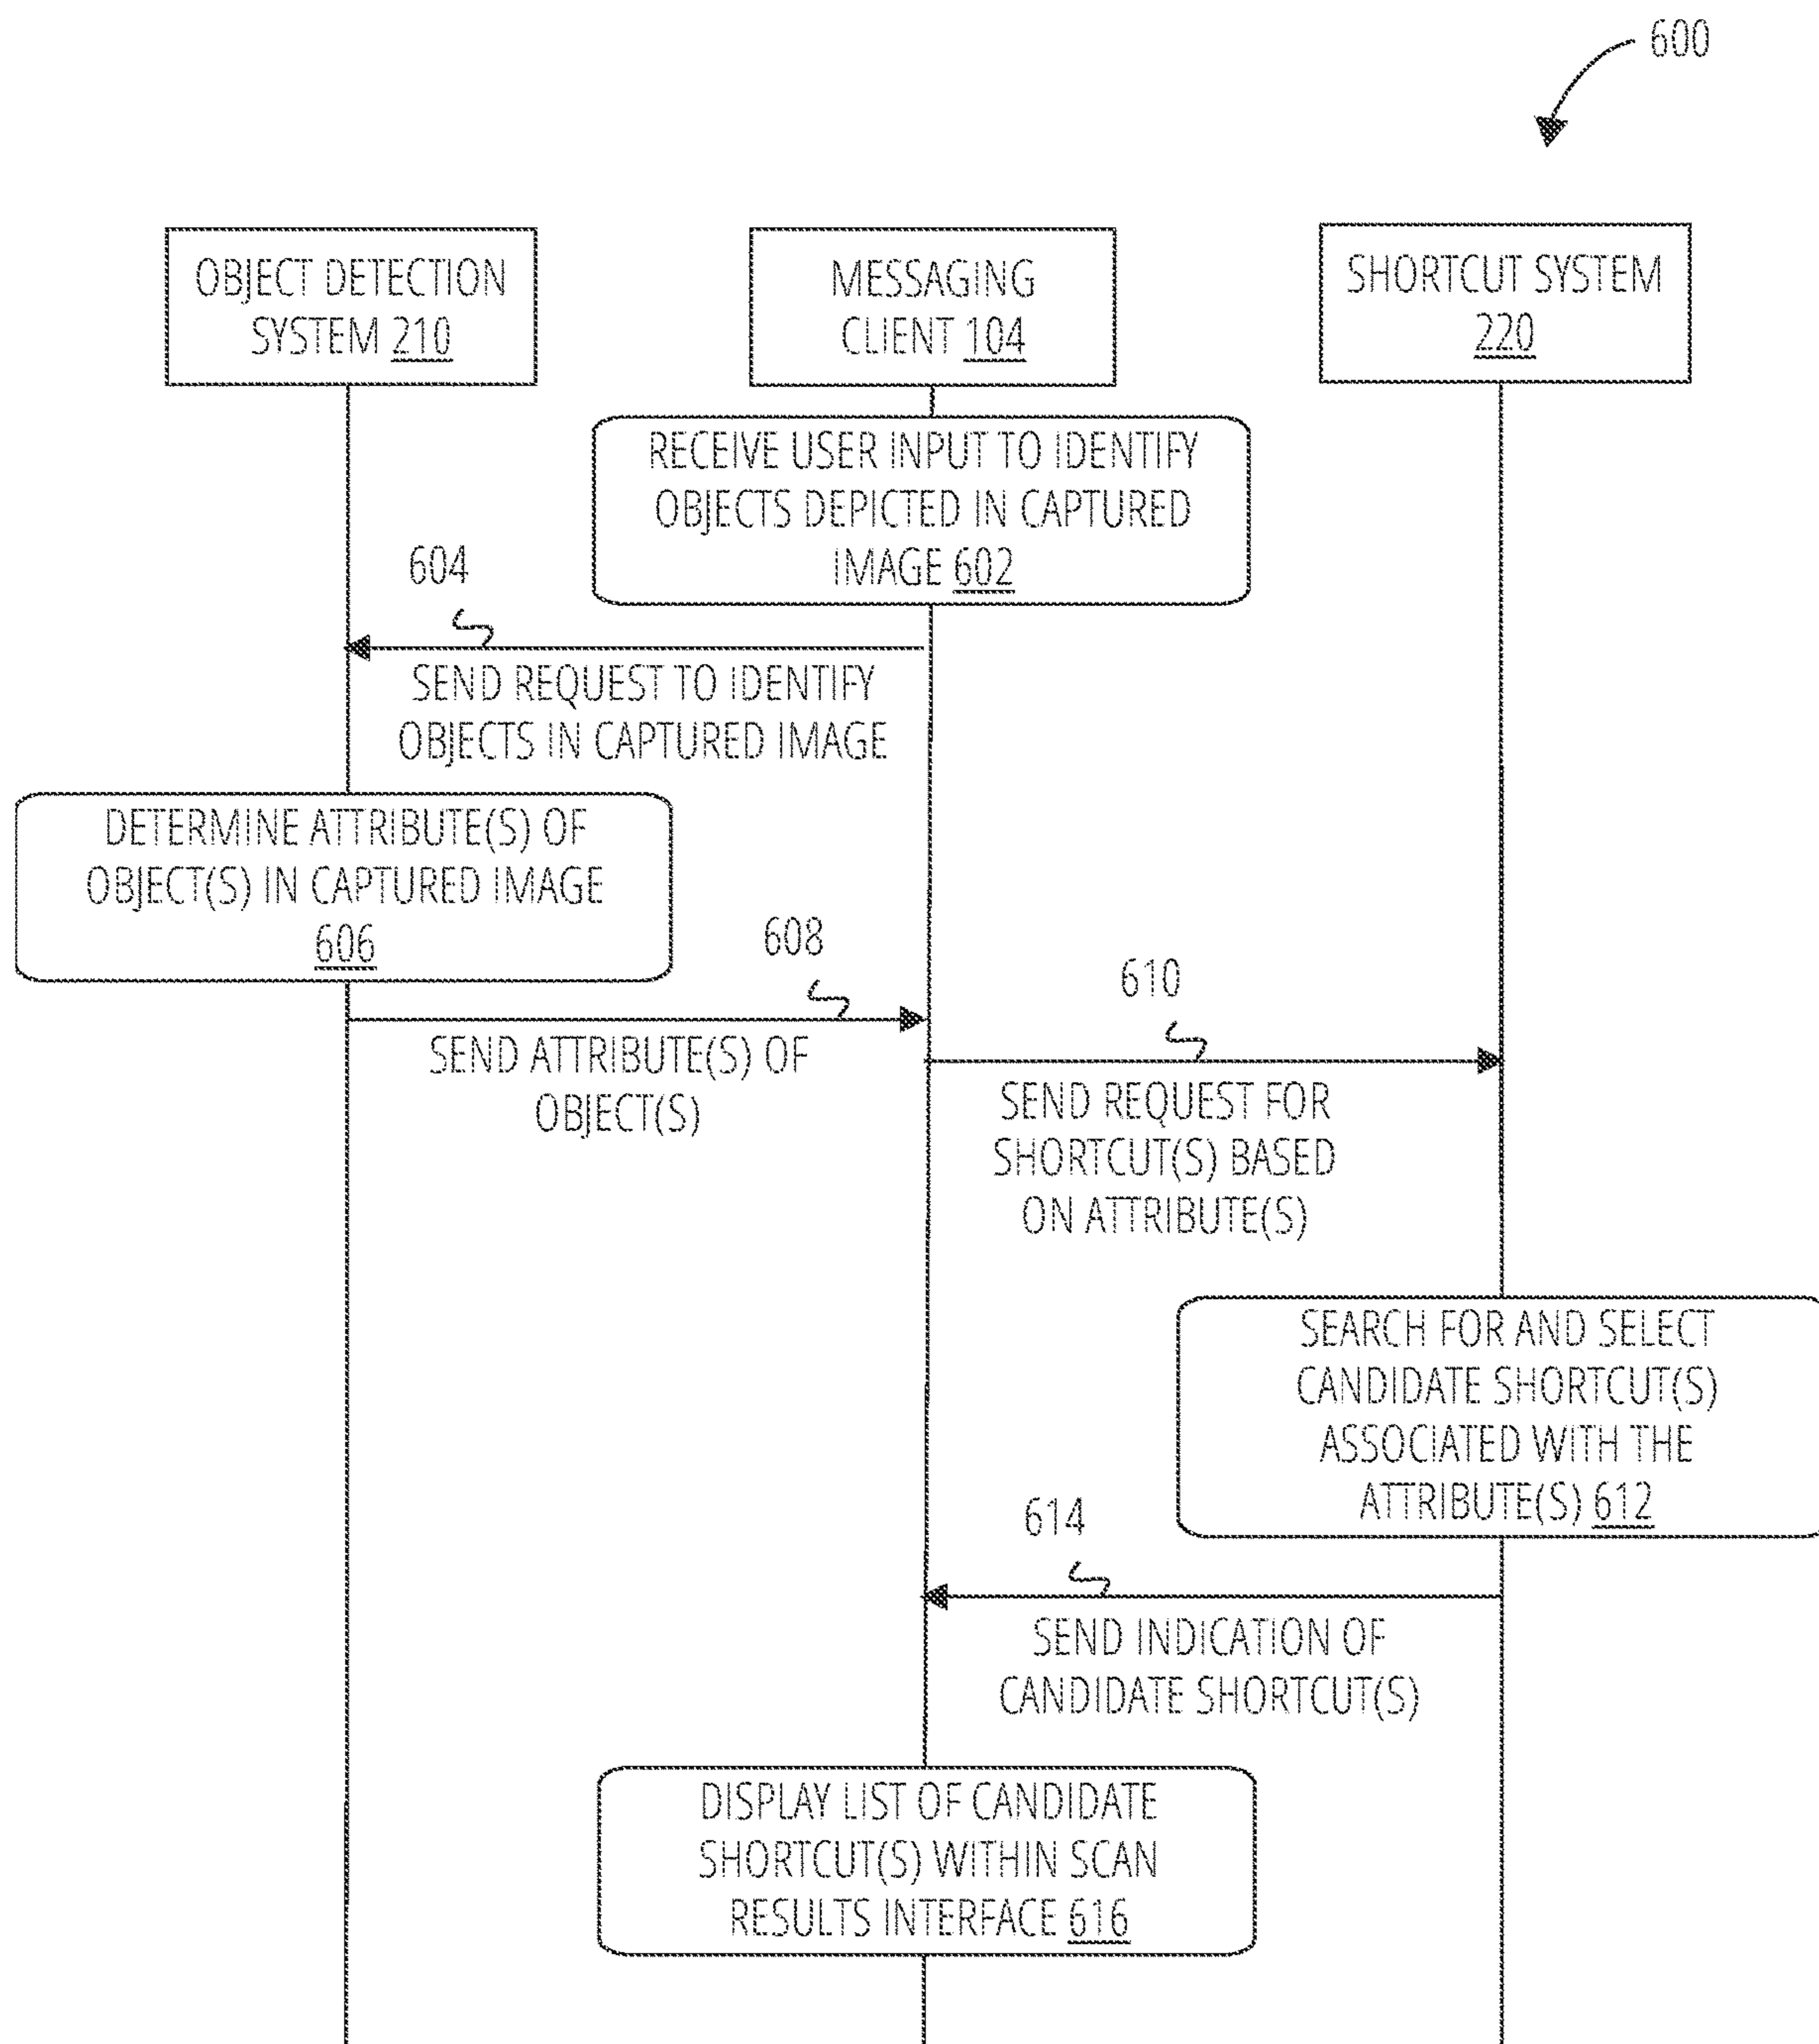 600
OBJECT DETECTION
SYSTEM 210
MESSAGING
CLIENT 104
SHORTCUT SYSTEM
220
RECEIVE USER INPUT TO IDENTIFY
OBJECTS DEPICTED IN CAPTURED
IMAGE 602
604
SEND REQUEST TO IDENTIFY
OBJECTS IN CAPTURED IMAGE
DETERMINE ATTRIBUTE(S) OF
OBJECT(S) IN CAPTURED IMAGE
606
608
SEND ATTRIBUTE(S) OF
OBJECT(S)
610
SEND REQUEST FOR
SHORTCUT(S) BASED
ON ATTRIBUTE(S)
SEARCH FOR AND SELECT
CANDIDATE SHORTCUT(S)
ASSOCIATED WITH THE
ATTRIBUTE(S) 612
614
SEND INDICATION OF
CANDIDATE SHORTCUT(S)
DISPLAY LIST OF CANDIDATE
SHORTCUT(S) WITHIN SCAN
RESULTS INTERFACE 616